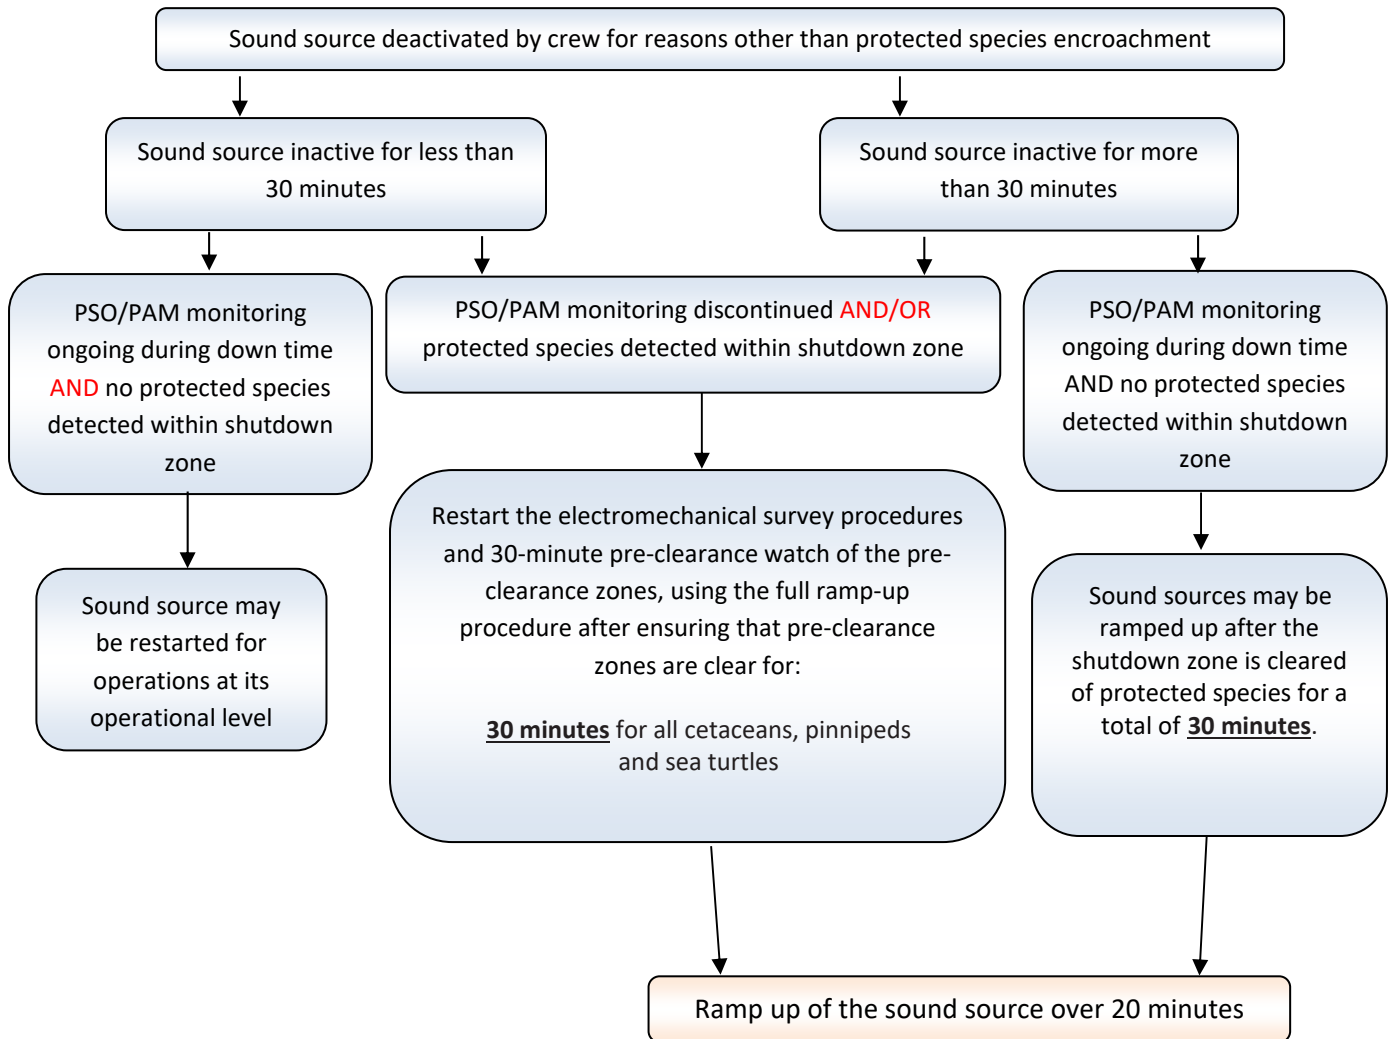 Sound source deactivated by crew for reasons other than protected species encroachment
Sound source inactive for less than
30 minutes
Sound source inactive for more
than 30 minutes
PSO/PAM monitoring
ongoing during down time
AND no protected species
detected within shutdown
zone
PSO/PAM monitoring discontinued AND/OR
protected species detected within shutdown zone
PSO/PAM monitoring
ongoing during down time
AND no protected species
detected within shutdown
zone
Sound source may
be restarted for
operations at its
operational level
Restart the electromechanical survey procedures
and 30-minute pre-clearance watch of the pre-
clearance zones, using the full ramp-up
procedure after ensuring that pre-clearance
zones are clear for:
30 minutes for all cetaceans, pinnipeds
and sea turtles
Sound sources may be
ramped up after the
shutdown zone is cleared
of protected species for a
total of 30 minutes.
Ramp up of the sound source over 20 minutes